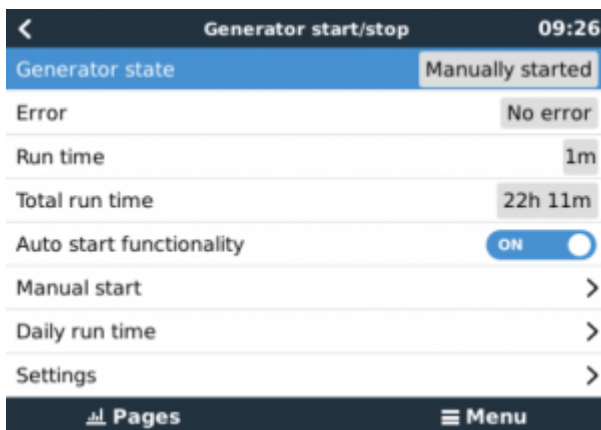 Generator start/stop 09:26
Generator state Manually started
Error No error
Run time 1m
Total run time 22h 11m
Auto start functionality ON
Manual start
Daily run time
Settings
Pages Menu